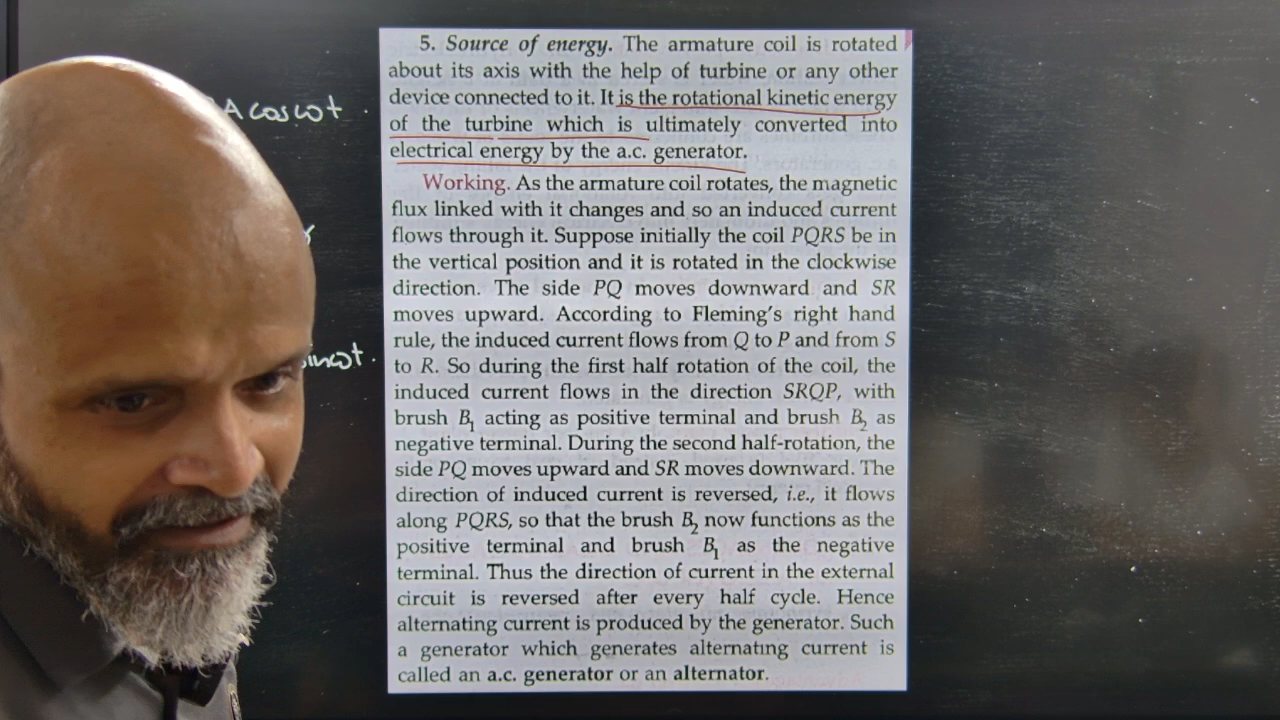 A cos ωt
5. Source of energy. The armature coil is rotated
about its axis with the help of turbine or any other
device connected to it. It is the rotational kinetic energy
of the turbine which is ultimately converted into
electrical energy by the a.c. generator.
Working. As the armature coil rotates, the magnetic
flux linked with it changes and so an induced current
flows through it. Suppose initially the coil PQRS be in
the vertical position and it is rotated in the clockwise
direction. The side PQ moves downward and SR
moves upward. According to Fleming's right hand
rule, the induced current flows from Q to P and from S
to R. So during the first half rotation of the coil, the
induced current flows in the direction SRQP, with
brush B₁ acting as positive terminal and brush B₂ as
negative terminal. During the second half-rotation, the
side PQ moves upward and SR moves downward. The
direction of induced current is reversed, i.e., it flows
along PQRS, so that the brush B₂ now functions as the
positive terminal and brush B₁ as the negative
terminal. Thus the direction of current in the external
circuit is reversed after every half cycle. Hence
alternating current is produced by the generator. Such
a generator which generates alternating current is
called an a.c. generator or an alternator.